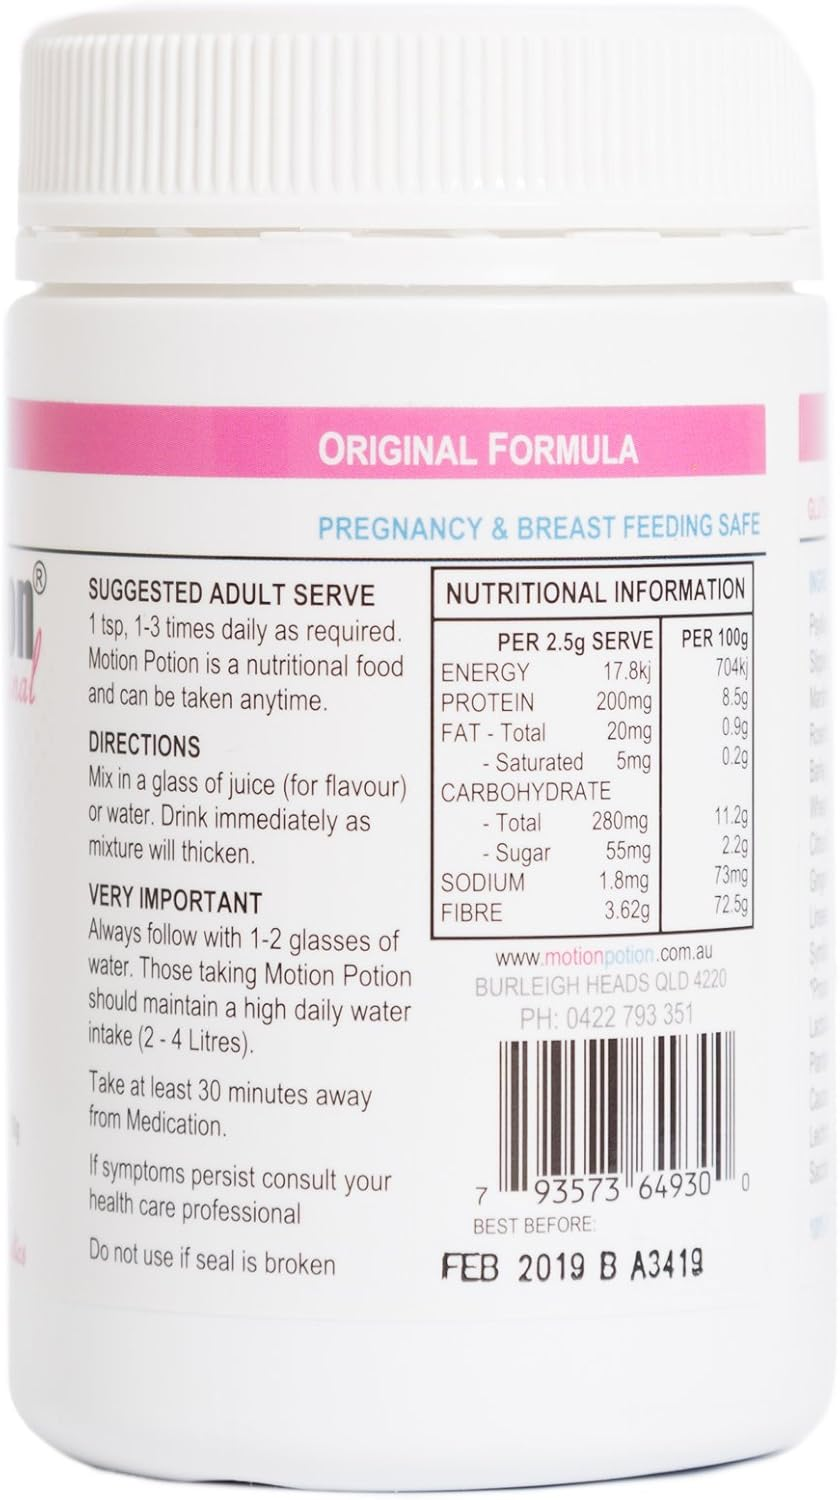 ORIGINAL FORMULA
PREGNANCY & BREAST FEEDING SAFE
®
SUGGESTED ADULT SERVE
1 tsp, 1-3 times daily as required.
Motion Potion is a nutritional food
and can be taken anytime.
DIRECTIONS
Mix in a glass of juice (for flavour)
or water. Drink immediately as
mixture will thicken.
VERY IMPORTANT
Always follow with 1-2 glasses of
water. Those taking Motion Potion
should maintain a high daily water
intake (2 - 4 Litres).
Take at least 30 minutes away
from Medication.
If symptoms persist consult your
health care professional
Do not use if seal is broken
NUTRITIONAL INFORMATION
PER 2.5g SERVE PER 100g
ENERGY 17.8kj 704kj
PROTEIN 200mg 8.5g
FAT - Total 20mg 0.9g
- Saturated 5mg 0.2g
CARBOHYDRATE
- Total 280mg 11.2g
- Sugar 55mg 2.2g
SODIUM 1.8mg 73mg
FIBRE 3.62g 72.5g
www.motionpotion.com.au
BURLEIGH HEADS QLD 4220
PH: 0422 793 351
7 93573 64930 0
BEST BEFORE:
FEB 2019 B A3419